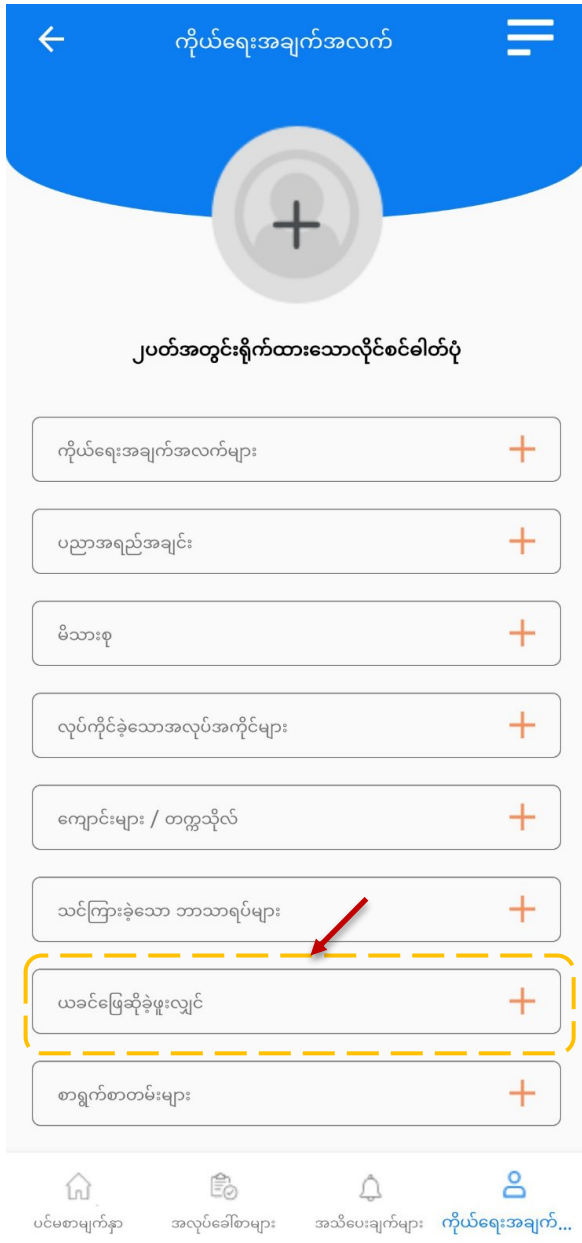 ကိုယ်ရေးအချက်အလက်
၂ပတ်အတွင်းရိုက်ထားသောလိုင်စင်ဓါတ်ပုံ
ကိုယ်ရေးအချက်အလက်များ
ပညာအရည်အချင်း
မိသားစု
လုပ်ကိုင်ခဲ့သောအလုပ်အကိုင်များ
ကျောင်းများ / တက္ကသိုလ်
သင်ကြားခဲ့သော ဘာသာရပ်များ
ယခင်ဖြေဆိုခဲ့ဖူးလျှင်
စာရွက်စာတမ်းများ
ပင်မစာမျက်နှာ အလုပ်ခေါ်စာများ အသိပေးချက်များ ကိုယ်ရေးအချက်...